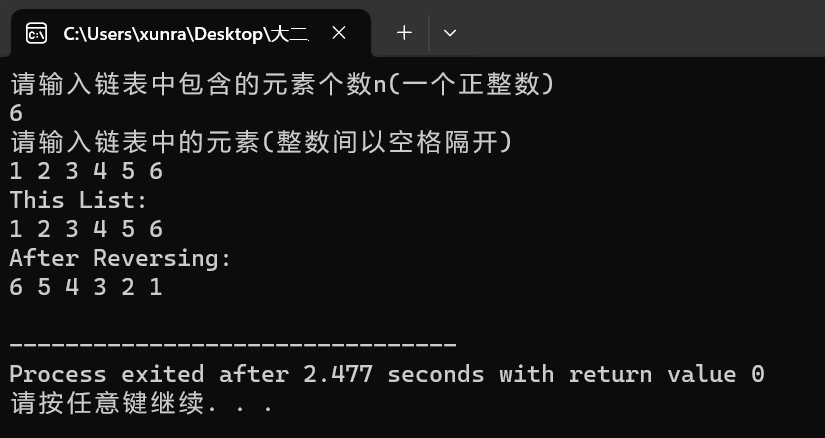 C:\Users\xunra\Desktop\大二
请输入链表中包含的元素个数n(一个正整数)
6
请输入链表中的元素(整数间以空格隔开)
1 2 3 4 5 6
This List:
1 2 3 4 5 6
After Reversing:
6 5 4 3 2 1
--------------------------------
Process exited after 2.477 seconds with return value 0
请按任意键继续. . .